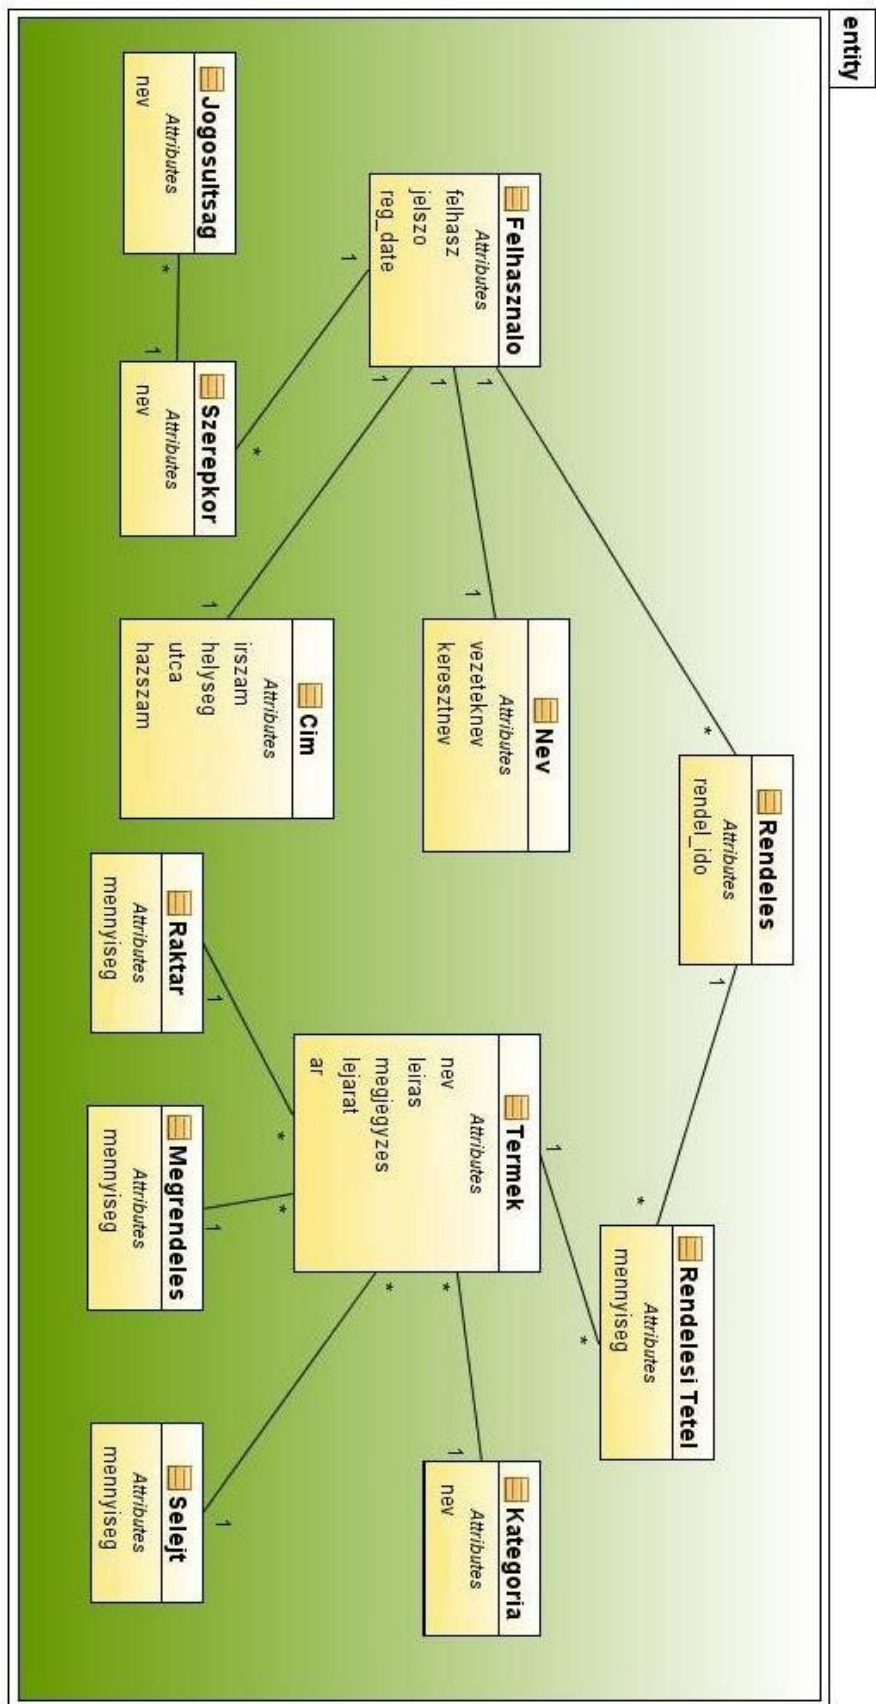 entity
Rendeles
Attributes
rendel_ido
1
*
Rendelesi Tetel
Attributes
mennyiseg
*
*
Felhasznalo
Attributes
felhasz
jelszo
reg_date
1
1
1
1
Nev
Attributes
vezeteknev
keresztnev
1
Termek
Attributes
nev
leiras
megjegyzes
lejarat
ar
1
*
*
*
*
Kategoria
Attributes
nev
1
Jogosultsag
Attributes
nev
*
Szerepkor
Attributes
nev
1
*
Cim
Attributes
irszam
helyseg
utca
hazszam
1
Raktar
Attributes
mennyiseg
1
Megrendeles
Attributes
mennyiseg
1
Selejt
Attributes
mennyiseg
1